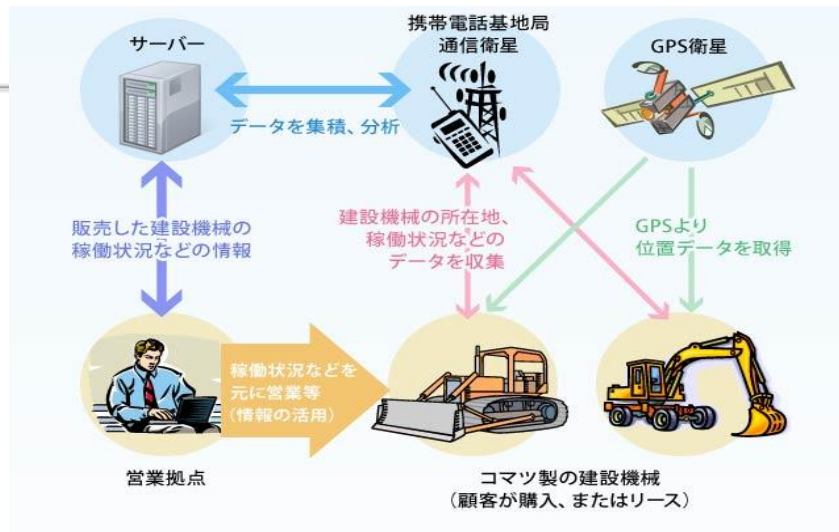 サーバー
携帯電話基地局
通信衛星
GPS衛星
データを集積、分析
販売した建設機械の
稼働状況などの情報
建設機械の所在地、
稼働状況などの
データを収集
GPSより
位置データを取得
稼働状況などを
元に営業等
(情報の活用)
営業拠点
コマツ製の建設機械
(顧客が購入、またはリース)